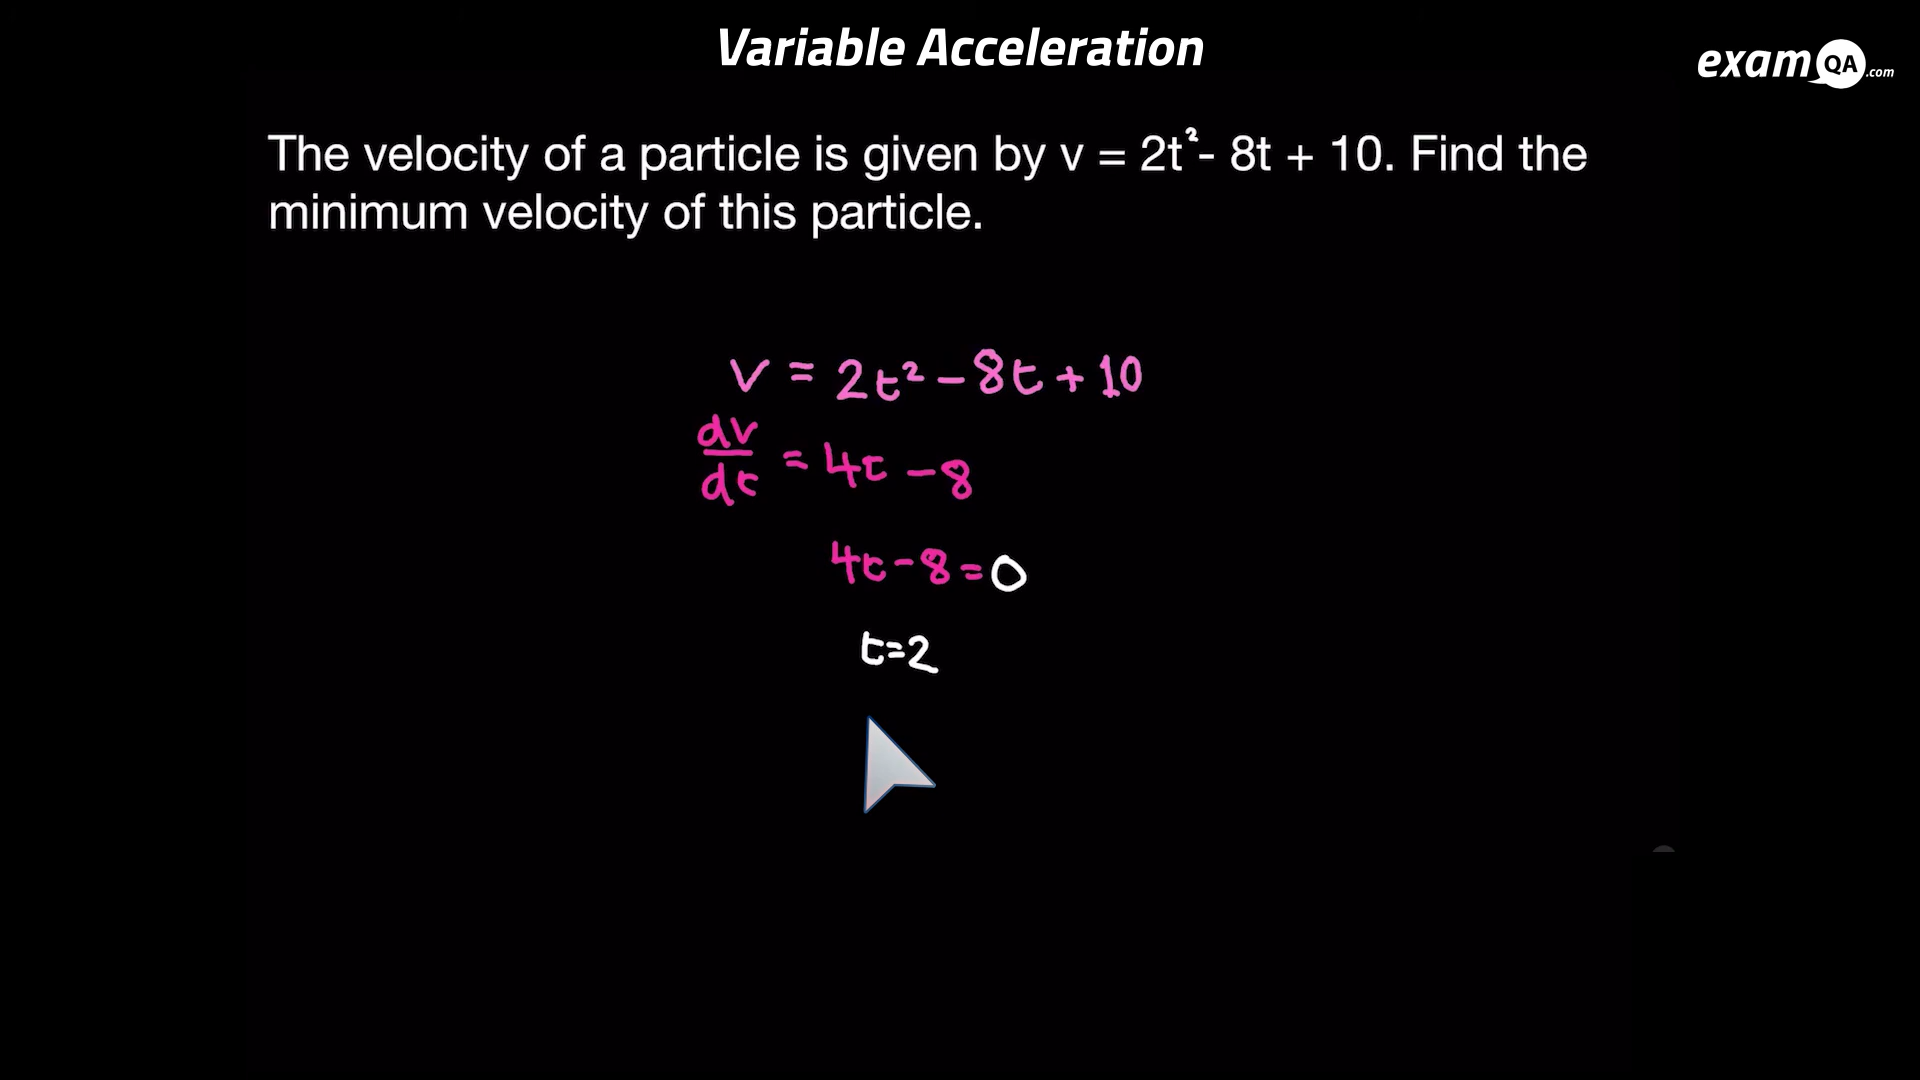 Variable Acceleration
examQA.com
The velocity of a particle is given by v = 2t²- 8t + 10. Find the
minimum velocity of this particle.
v = 2t² - 8t + 10
dv
dt
= 4t - 8
4t - 8 = 0
t=2